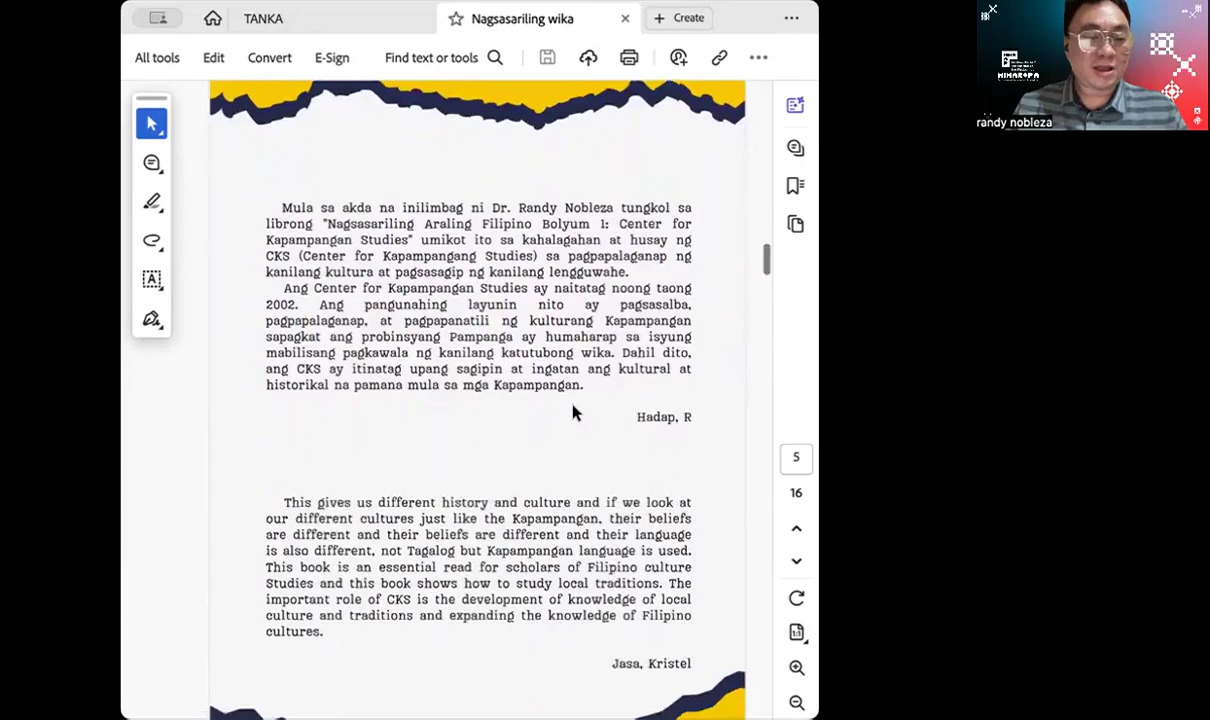 TANKA
Nagsasariling wika
Create
All tools
Edit
Convert
E-Sign
Find text or tools
Mula sa akda na inilimbag ni Dr. Randy Nobleza tungkol sa
librong "Nagsasariling Araling Filipino Bolyum 1: Center for
Kapampangan Studies" umikot ito sa kahalagahan at husay ng
CKS (Center for Kapampangang Studies) sa pagpapalaganap ng
kanilang kultura at pagsasagip ng kanilang lengguwahe.
Ang Center for Kapampangan Studies ay naitatag noong taong
2002. Ang pangunahing layunin nito ay pagsasalba,
pagpapalaganap, at pagpapanatili ng kulturang Kapampangan
sapagkat ang probinsyang Pampanga ay humaharap sa isyung
mabilisang pagkawala ng kanilang katutubong wika. Dahil dito,
ang CKS ay itinatag upang sagipin at ingatan ang kultural at
historikal na pamana mula sa mga Kapampangan.
Hadap, R
This gives us different history and culture and if we look at
our different cultures just like the Kapampangan, their beliefs
are different and their beliefs are different and their language
is also different, not Tagalog but Kapampangan language is used.
This book is an essential read for scholars of Filipino culture
Studies and this book shows how to study local traditions. The
important role of CKS is the development of knowledge of local
culture and traditions and expanding the knowledge of Filipino
cultures.
Jasa, Kristel
5
16
1:1
MIMAROPA
randy nobleza